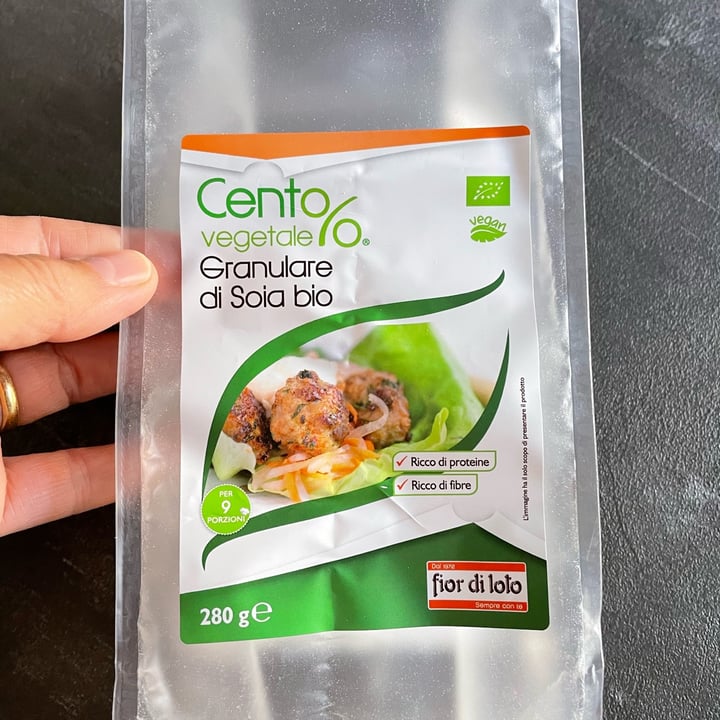 Cento%
vegetale®
Granulare
di Soia bio
vegan
L'immagine ha il solo scopo di presentare il prodotto
✓ Ricco di proteine
✓ Ricco di fibre
PER
9
PORZIONI
Dal 1972
fior di loto
Sempre con te
280 g℮